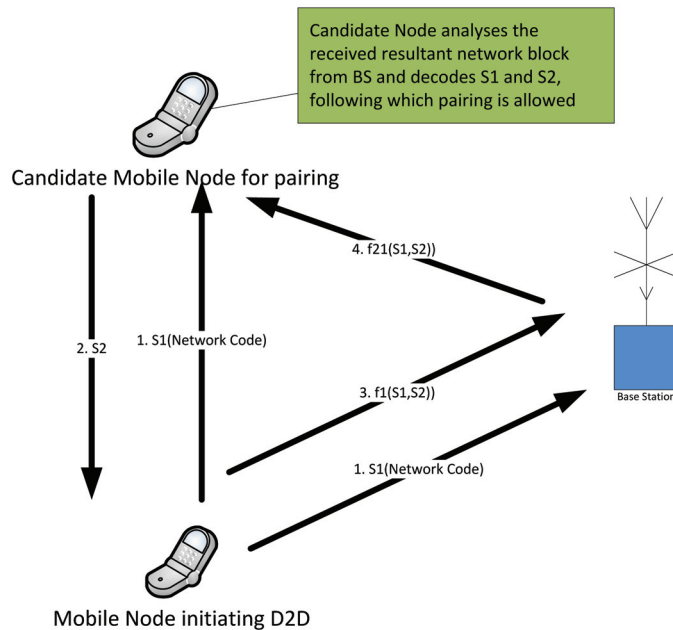 Candidate Node analyses the
received resultant network block
from BS and decodes S1 and S2,
following which pairing is allowed
Candidate Mobile Node for pairing
4. f21(S1,S2))
2. S2
1. S1(Network Code)
3. f1(S1,S2))
Base Station
1. S1(Network Code)
Mobile Node initiating D2D